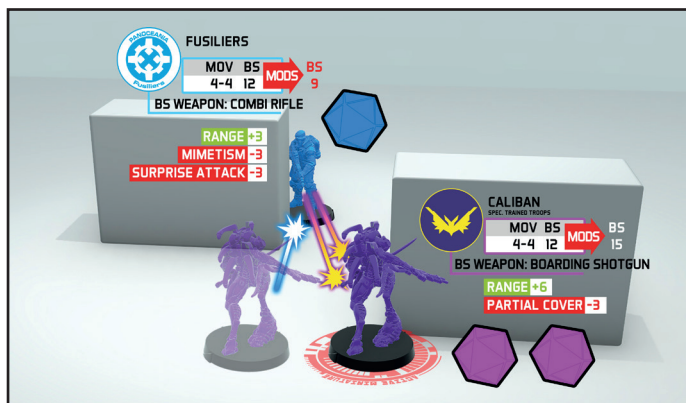 PANOCEANIA
Fusiliers
FUSILIERS
MOV BS
4-4 12
MODS
BS
9
BS WEAPON: COMBI RIFLE
RANGE +3
MIMETISM -3
SURPRISE ATTACK -3
CALIBAN
SPEC. TRAINED TROOPS
MOV BS
4-4 12
MODS
BS
15
BS WEAPON: BOARDING SHOTGUN
RANGE +6
PARTIAL COVER -3
ACTIVE MINIATURE